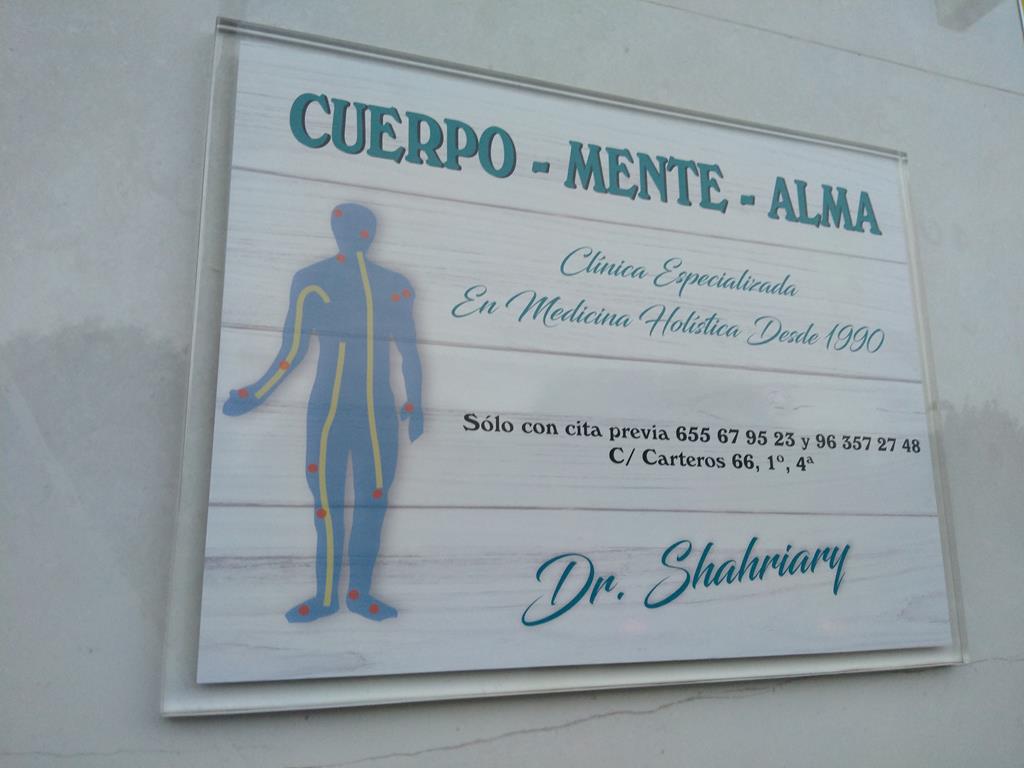 CUERPO - MENTE - ALMA
Clínica Especializada
En Medicina Holística Desde 1990
Sólo con cita previa 655 67 95 23 y 96 357 27 48
C/ Carteros 66, 1º, 4ª
Dr. Shahriary